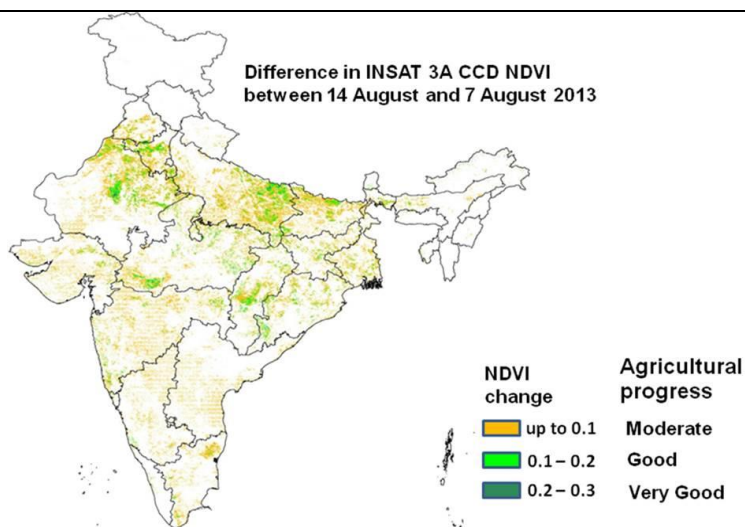 Difference in INSAT 3A CCD NDVI
between 14 August and 7 August 2013
NDVI
change
Agricultural
progress
up to 0.1 Moderate
0.1 – 0.2 Good
0.2 – 0.3 Very Good